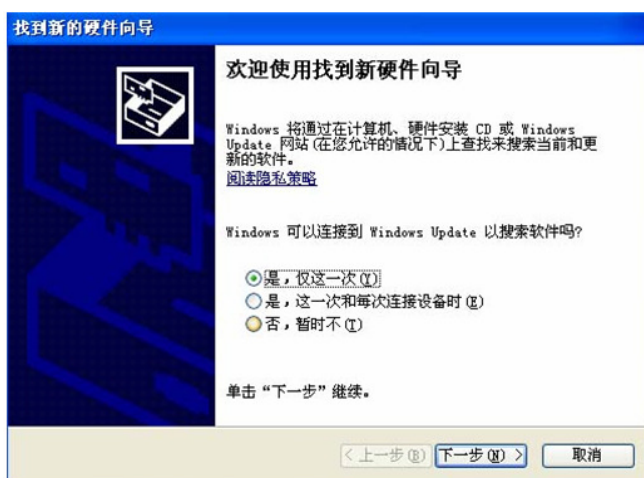 找到新的硬件向导
欢迎使用找到新硬件向导
Windows 将通过在计算机、硬件安装 CD 或 Windows
Update 网站(在您允许的情况下)上查找来搜索当前和更
新的软件。
阅读隐私策略
Windows 可以连接到 Windows Update 以搜索软件吗?
是，仅这一次(Y)
是，这一次和每次连接设备时(E)
否，暂时不(T)
单击“下一步”继续。
< 上一步(B) 下一步(N) > 取消